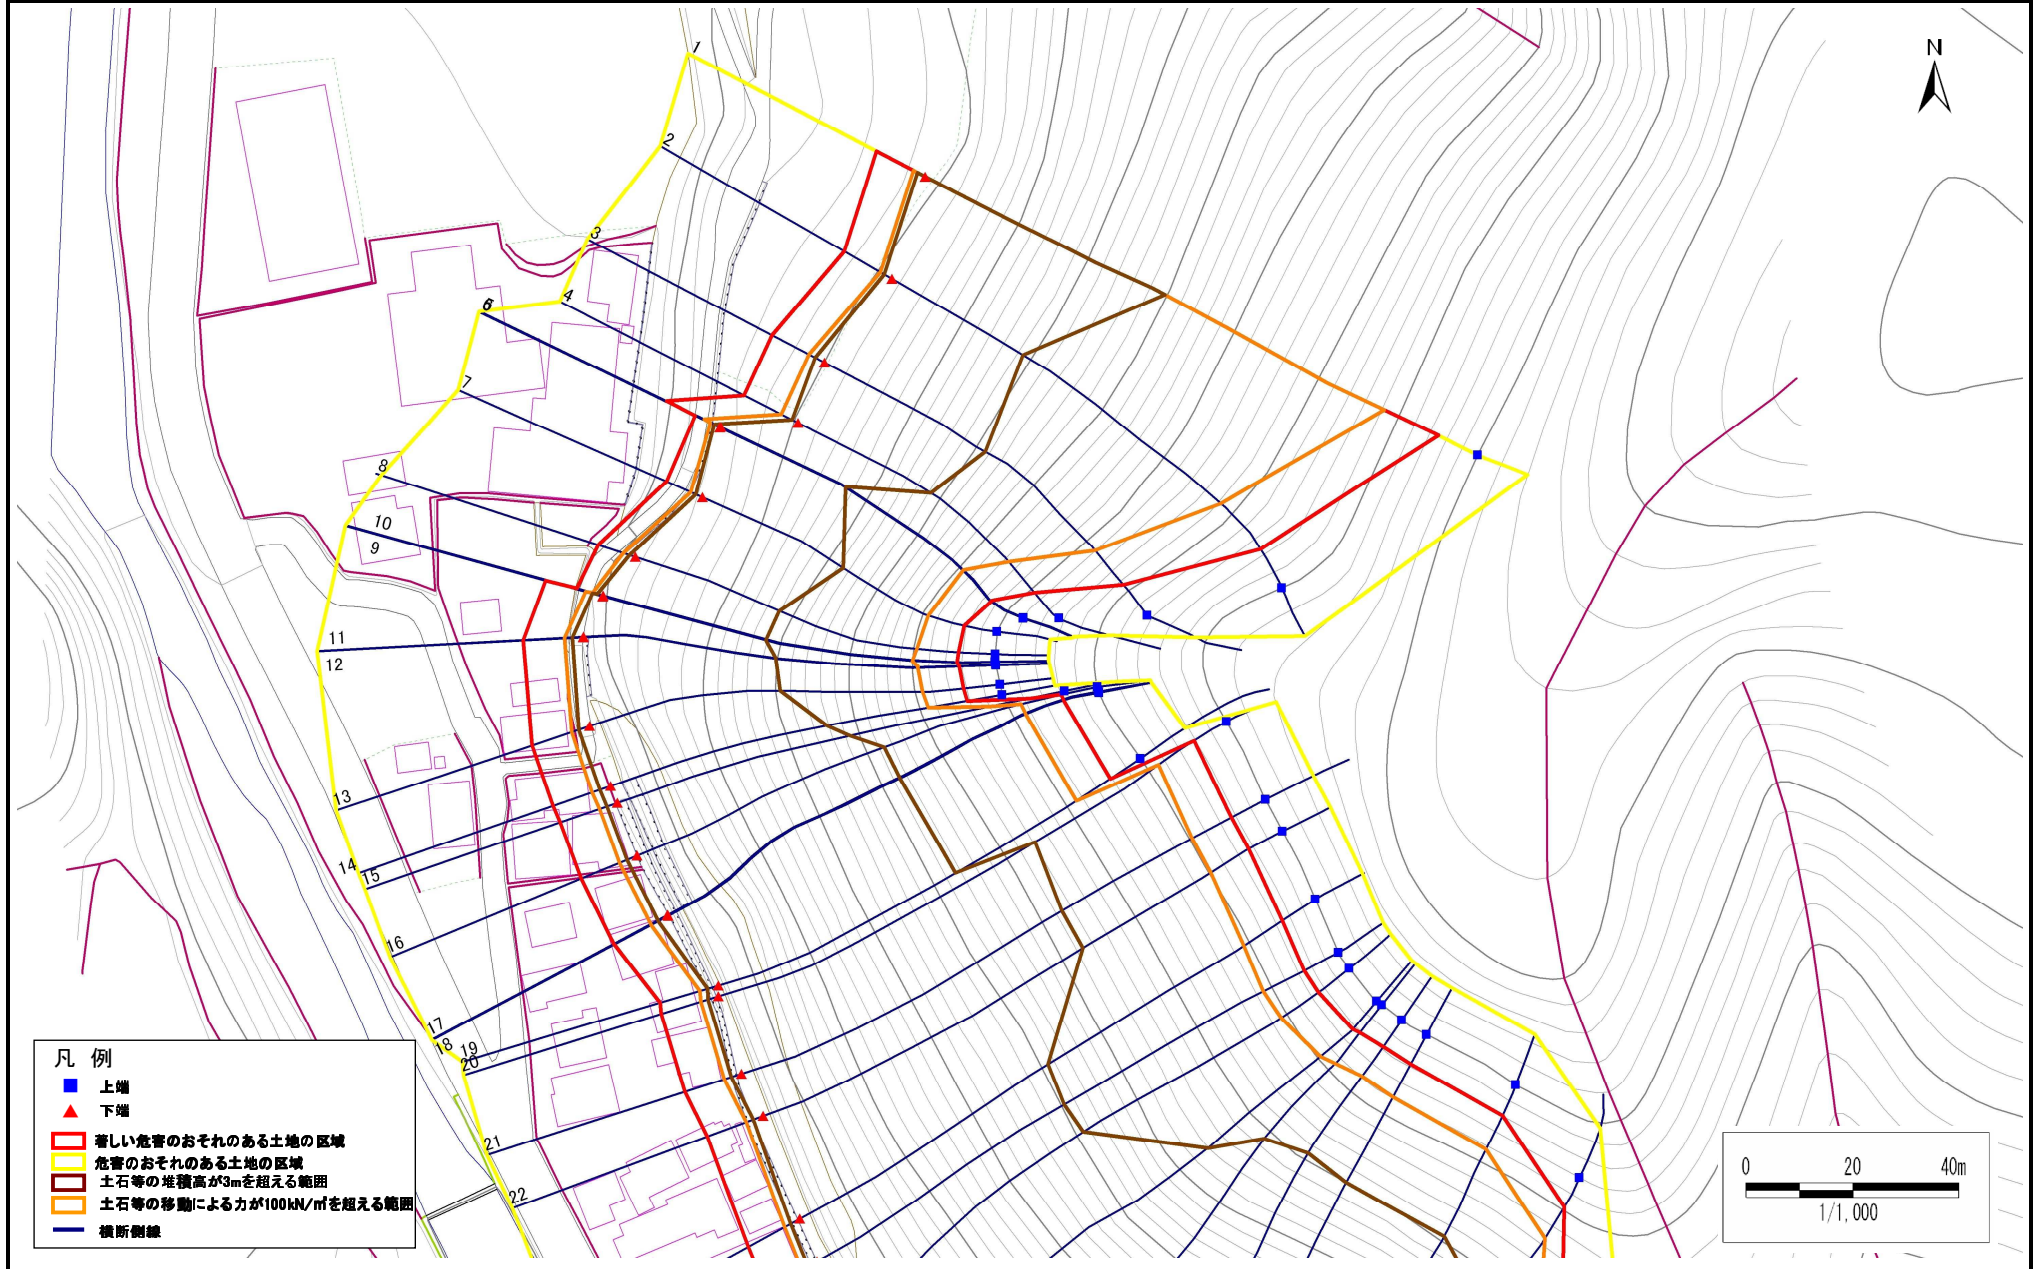 N
1
2
3
4
6
7
8
10
9
11
12
13
14
15
16
17
18
19
20
21
22
凡 例
上端
下端
著しい危害のおそれのある土地の区域
危害のおそれのある土地の区域
土石等の堆積高が3mを超える範囲
土石等の移動による力が100kN/㎡を超える範囲
横断側線
0 20 40m
1/1,000